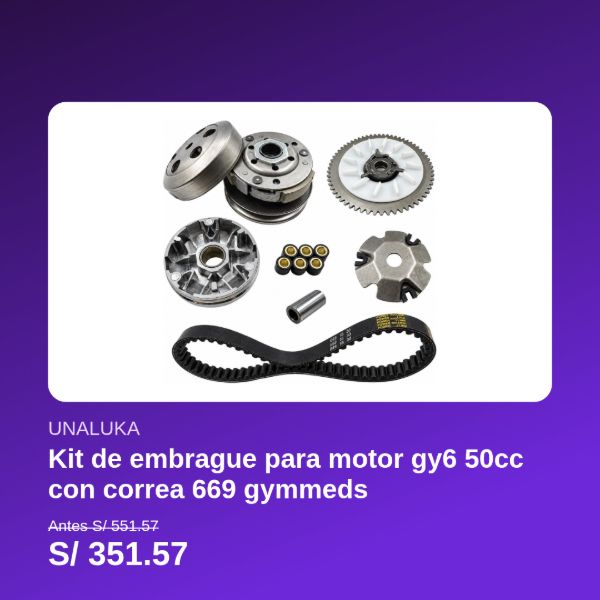 UNALUKA
Kit de embrague para motor gy6 50cc
con correa 669 gymmeds
Antes S/ 551.57
S/ 351.57